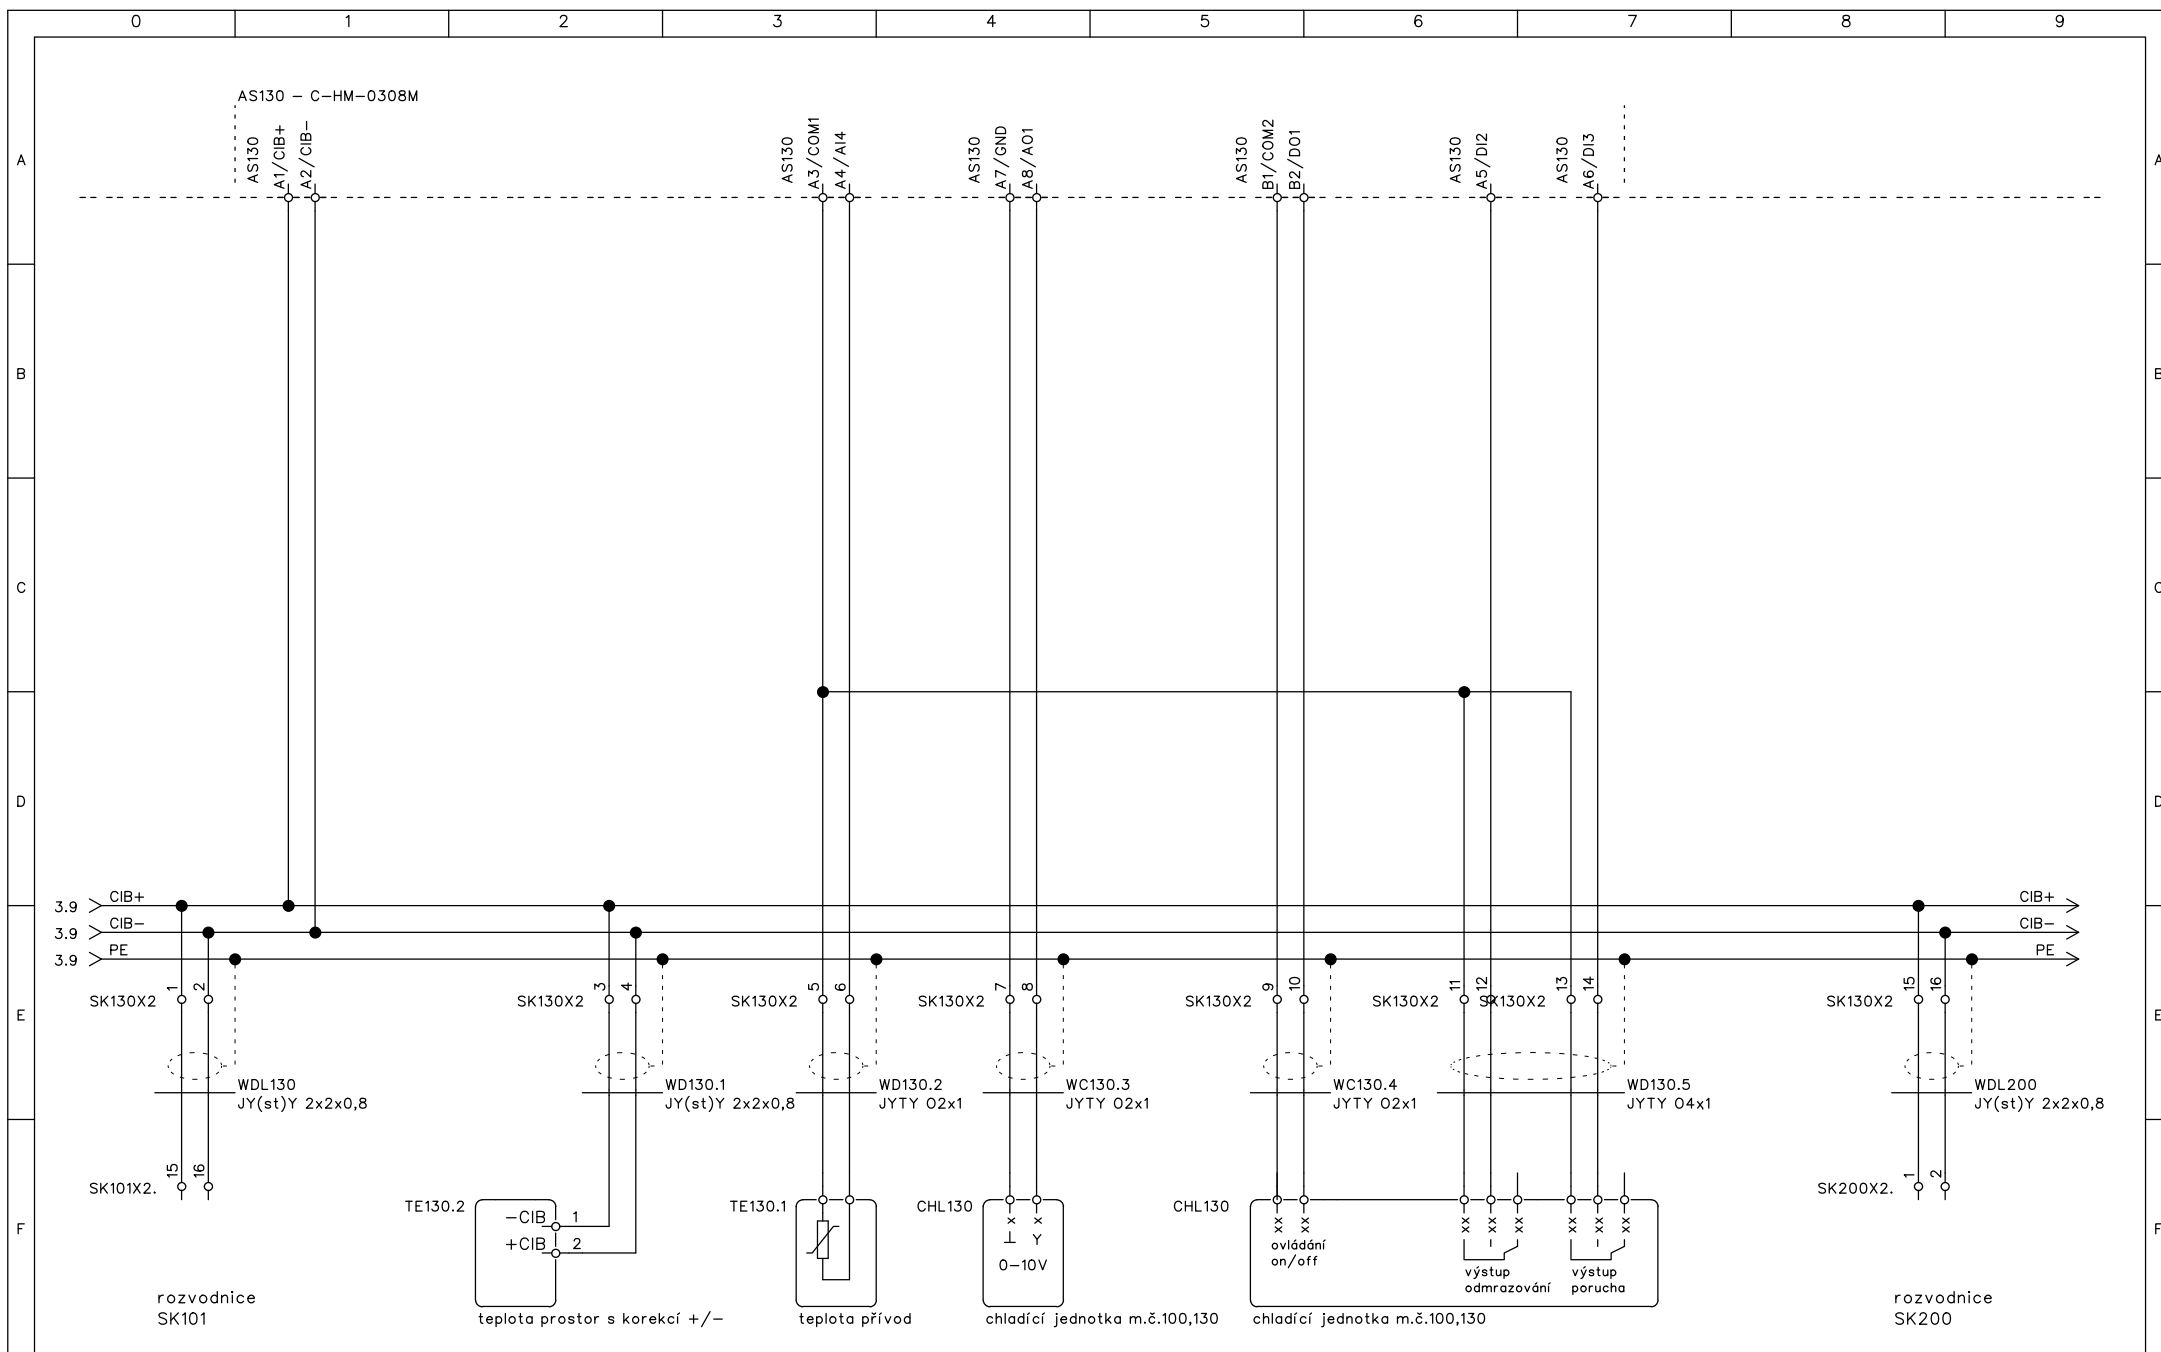 0 1 2 3 4 5 6 7 8 9
AS130 - C-HM-0308M
AS130
A1/CIB+
A2/CIB-
AS130
A3/COM1
A4/AI4
AS130
A7/GND
A8/AO1
AS130
B1/COM2
B2/DO1
AS130
A5/DI2
AS130
A6/DI3
A A
B B
C C
D D
3.9 CIB+ CIB+
3.9 CIB- CIB-
3.9 PE PE
SK130X2 1 2
SK130X2 3 4
SK130X2 5 6
SK130X2 7 8
SK130X2 9 10
SK130X2 11 12
SK130X2 13 14
SK130X2 15 16
E E
WDL130
JY(st)Y 2x2x0,8
WD130.1
JY(st)Y 2x2x0,8
WD130.2
JYTY O2x1
WC130.3
JYTY O2x1
WC130.4
JYTY O2x1
WD130.5
JYTY O4x1
WDL200
JY(st)Y 2x2x0,8
SK101X2. 15 16
TE130.2
-CIB 1
+CIB 2
TE130.1
CHL130
x x
⊥ Y
0-10V
CHL130
xx xx xx xx xx xx xx xx
ovládání
on/off
výstup
odmrazování
výstup
porucha
SK200X2. 1 2
F F
rozvodnice
SK101
teplota prostor s korekcí +/-
teplota přívod
chladící jednotka m.č.100,130
chladící jednotka m.č.100,130
rozvodnice
SK200